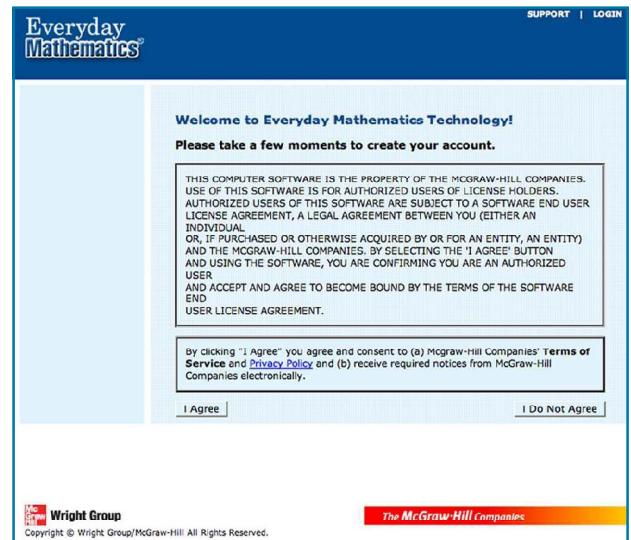 SUPPORT | LOGIN
Everyday
Mathematics®
Welcome to Everyday Mathematics Technology!
Please take a few moments to create your account.
THIS COMPUTER SOFTWARE IS THE PROPERTY OF THE MCGRAW-HILL COMPANIES.
USE OF THIS SOFTWARE IS FOR AUTHORIZED USERS OF LICENSE HOLDERS.
AUTHORIZED USERS OF THIS SOFTWARE ARE SUBJECT TO A SOFTWARE END USER
LICENSE AGREEMENT, A LEGAL AGREEMENT BETWEEN YOU (EITHER AN
INDIVIDUAL
OR, IF PURCHASED OR OTHERWISE ACQUIRED BY OR FOR AN ENTITY, AN ENTITY)
AND THE MCGRAW-HILL COMPANIES. BY SELECTING THE 'I AGREE' BUTTON
AND USING THE SOFTWARE, YOU ARE CONFIRMING YOU ARE AN AUTHORIZED
USER
AND ACCEPT AND AGREE TO BECOME BOUND BY THE TERMS OF THE SOFTWARE
END
USER LICENSE AGREEMENT.
By clicking "I Agree" you agree and consent to (a) Mcgraw-Hill Companies' Terms of
Service and Privacy Policy and (b) receive required notices from McGraw-Hill
Companies electronically.
I Agree
I Do Not Agree
Mc
Graw
Hill
Wright Group
The McGraw·Hill Companies
Copyright © Wright Group/McGraw-Hill All Rights Reserved.